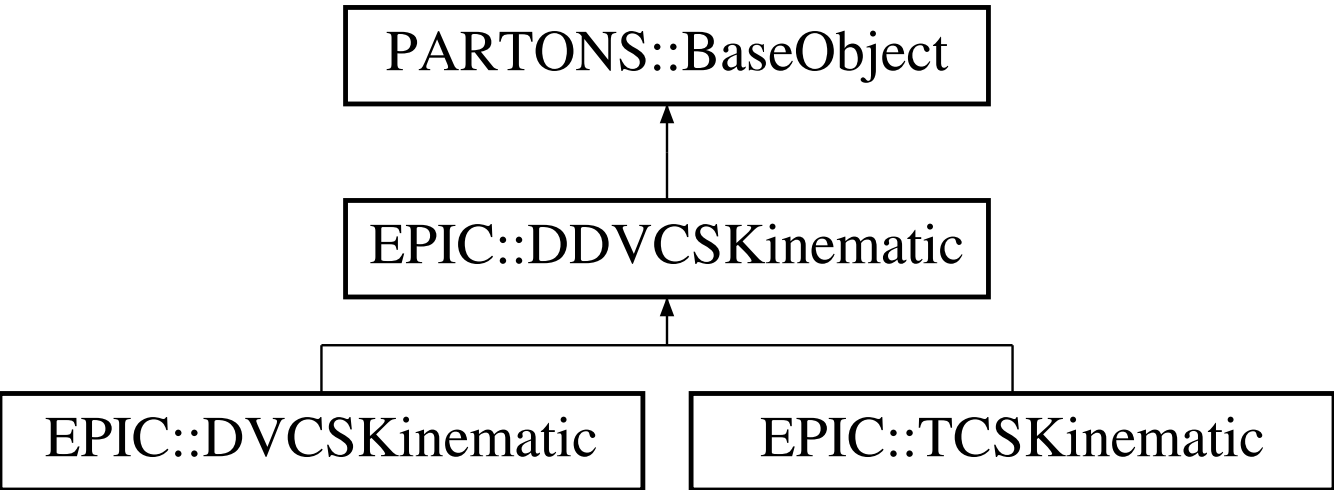 PARTONS::BaseObject
EPIC::DDVCSKinematic
EPIC::DVCSKinematic
EPIC::TCSKinematic